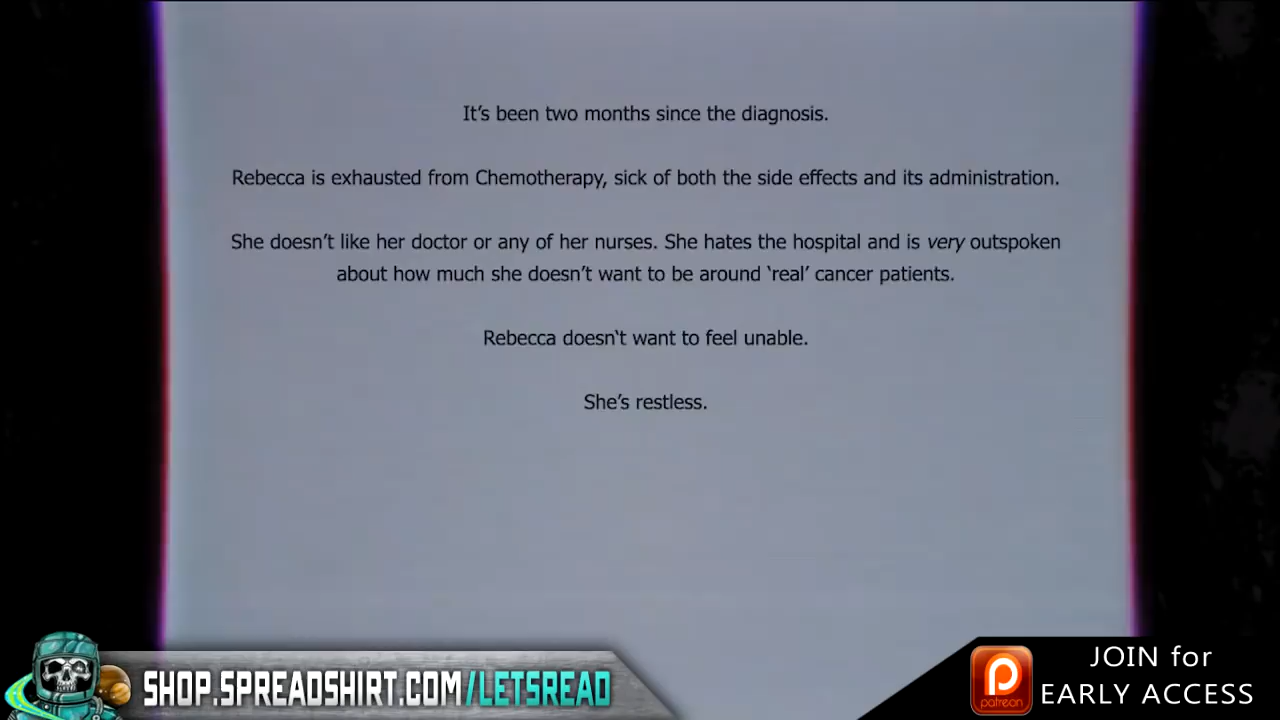 It’s been two months since the diagnosis.
Rebecca is exhausted from Chemotherapy, sick of both the side effects and its administration.
She doesn’t like her doctor or any of her nurses. She hates the hospital and is very outspoken
about how much she doesn’t want to be around ‘real’ cancer patients.
Rebecca doesn‘t want to feel unable.
She’s restless.
SHOP.SPREADSHIRT.COM/LETSREAD
patreon
JOIN for
EARLY ACCESS